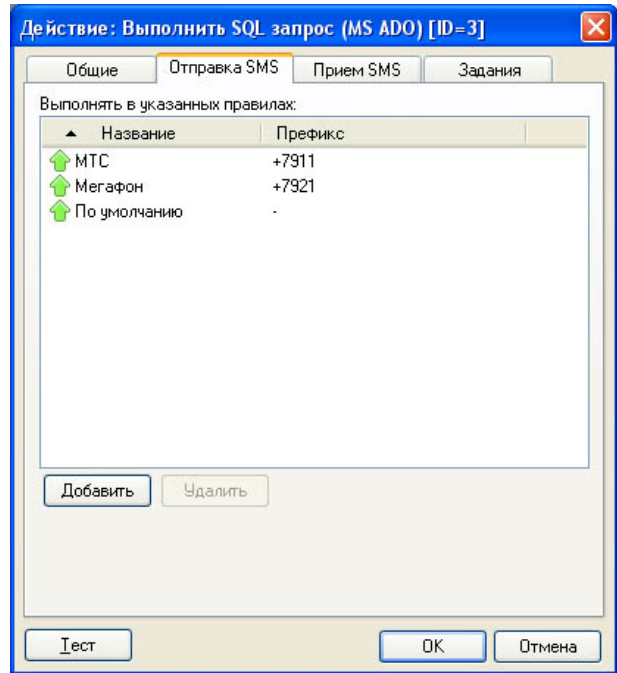 Действие: Выполнить SQL запрос (MS ADO) [ID=3]
Общие Отправка SMS Прием SMS Задания
Выполнять в указанных правилах:
Название Префикс
МТС +7911
Мегафон +7921
По умолчанию -
Добавить Удалить
Тест OK Отмена